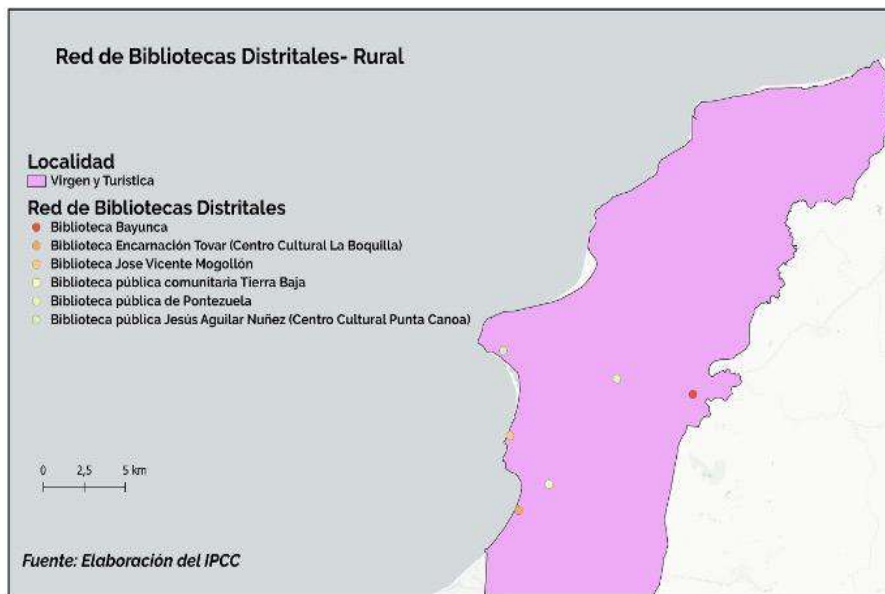 Red de Bibliotecas Distritales- Rural
Localidad
Virgen y Turistica
Red de Bibliotecas Distritales
Biblioteca Bayunca
Biblioteca Encarnación Tovar (Centro Cultural La Boquilla)
Biblioteca Jose Vicente Mogollón
Biblioteca pública comunitaria Tierra Baja
Biblioteca pública de Pontezuela
Biblioteca pública Jesús Aguilar Nuñez (Centro Cultural Punta Canoa)
0 2,5 5 km
Fuente: Elaboración del IPCC